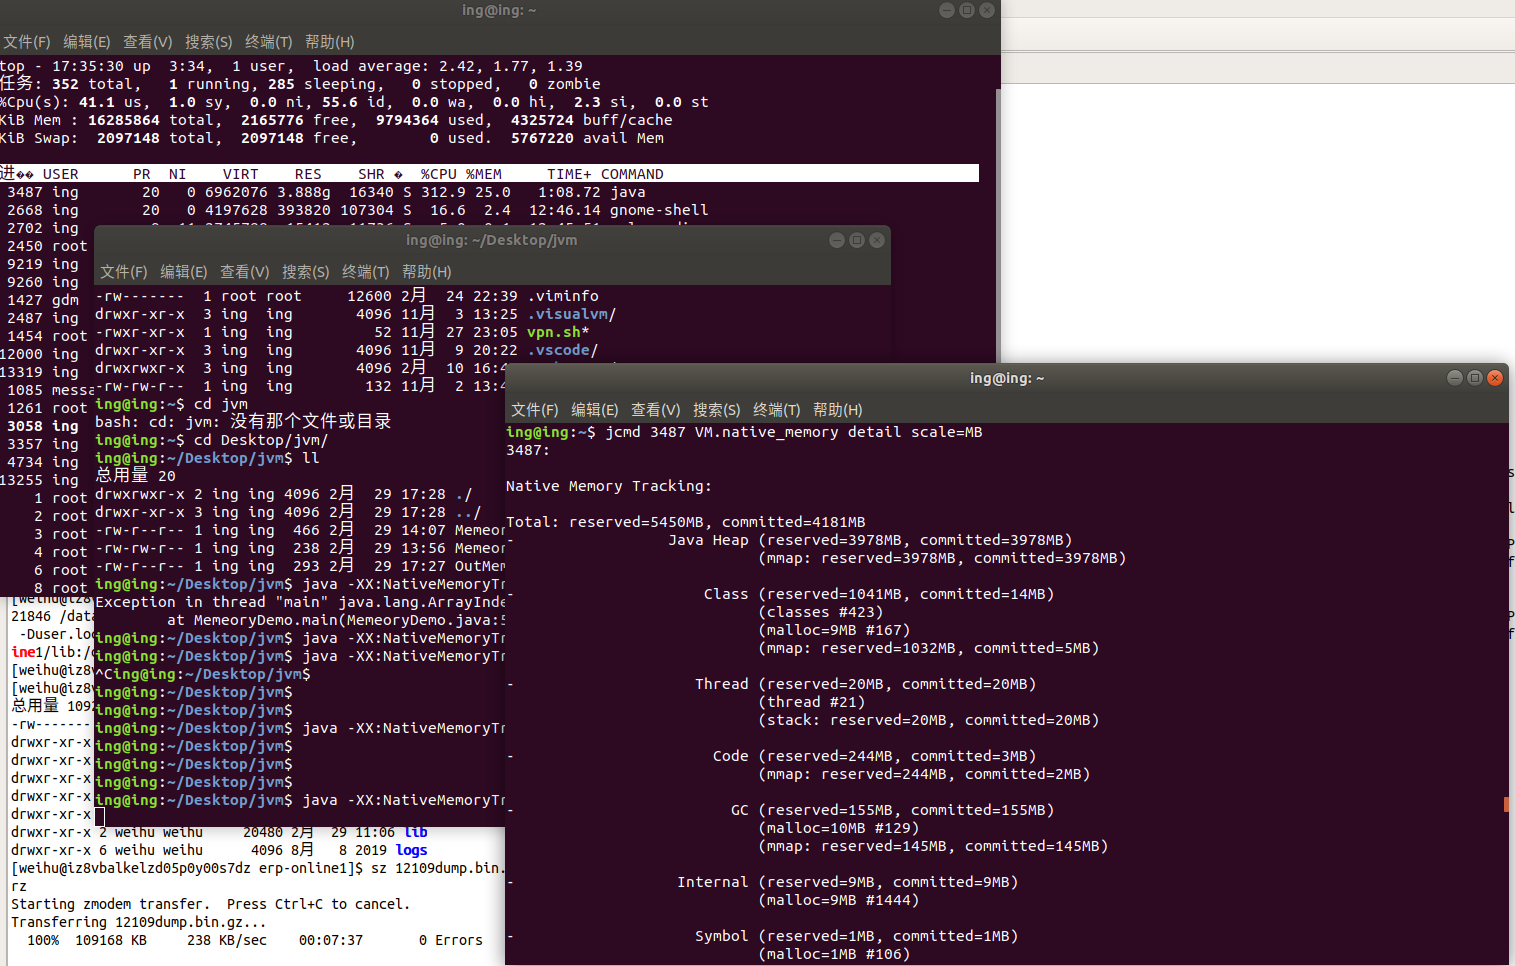 ing@ing: ~
文件(F) 编辑(E) 查看(V) 搜索(S) 终端(T) 帮助(H)
top - 17:35:30 up  3:34,  1 user,  load average: 2.42, 1.77, 1.39
任务: 352 total,   1 running, 285 sleeping,   0 stopped,   0 zombie
%Cpu(s): 41.1 us,  1.0 sy,  0.0 ni, 55.6 id,  0.0 wa,  0.0 hi,  2.3 si,  0.0 st
KiB Mem : 16285864 total,  2165776 free,  9794364 used,  4325724 buff/cache
KiB Swap:  2097148 total,  2097148 free,        0 used.  5767220 avail Mem
进�� USER      PR  NI    VIRT    RES    SHR �  %CPU %MEM     TIME+ COMMAND
3487 ing       20   0 6962076 3.888g  16340 S 312.9 25.0   1:08.72 java
2668 ing       20   0 4197628 393820 107304 S  16.6  2.4  12:46.14 gnome-shell
2702 ing
2450 root
9219 ing
9260 ing
1427 gdm
2487 ing
1454 root
12000 ing
13319 ing
1085 messa
1261 root
3058 ing
3357 ing
4734 ing
13255 ing
1 root
2 root
3 root
4 root
6 root
8 root
ing@ing: ~/Desktop/jvm
文件(F) 编辑(E) 查看(V) 搜索(S) 终端(T) 帮助(H)
-rw-------  1 root root     12600 2月  24 22:39 .viminfo
drwxr-xr-x  3 ing  ing       4096 11月  3 13:25 .visualvm/
-rwxr-xr-x  1 ing  ing         52 11月 27 23:05 vpn.sh*
drwxr-xr-x  3 ing  ing       4096 11月  9 20:22 .vscode/
drwxrwxr-x  3 ing  ing       4096 2月  10 16:4
-rw-rw-r--  1 ing  ing        132 11月  2 13:4
ing@ing:~$ cd jvm
bash: cd: jvm: 没有那个文件或目录
ing@ing:~$ cd Desktop/jvm/
ing@ing:~/Desktop/jvm$ ll
总用量 20
drwxrwxr-x 2 ing ing 4096 2月  29 17:28 ./
drwxr-xr-x 3 ing ing 4096 2月  29 17:28 ../
-rw-r--r-- 1 ing ing  466 2月  29 14:07 Memeor
-rw-rw-r-- 1 ing ing  238 2月  29 13:56 Memeor
-rw-r--r-- 1 ing ing  293 2月  29 17:27 OutMem
ing@ing:~/Desktop/jvm$ java -XX:NativeMemoryTr
Exception in thread "main" java.lang.ArrayInde
at MemeoryDemo.main(MemeoryDemo.java:5
ing@ing:~/Desktop/jvm$ java -XX:NativeMemoryTr
ing@ing:~/Desktop/jvm$ java -XX:NativeMemoryTr
^Cing@ing:~/Desktop/jvm$
ing@ing:~/Desktop/jvm$
ing@ing:~/Desktop/jvm$
ing@ing:~/Desktop/jvm$ java -XX:NativeMemoryTr
ing@ing:~/Desktop/jvm$
ing@ing:~/Desktop/jvm$
ing@ing:~/Desktop/jvm$
ing@ing:~/Desktop/jvm$ java -XX:NativeMemoryTr
ing@ing: ~
文件(F) 编辑(E) 查看(V) 搜索(S) 终端(T) 帮助(H)
ing@ing:~$ jcmd 3487 VM.native_memory detail scale=MB
3487:
Native Memory Tracking:
Total: reserved=5450MB, committed=4181MB
- Java Heap (reserved=3978MB, committed=3978MB)
(mmap: reserved=3978MB, committed=3978MB)
- Class (reserved=1041MB, committed=14MB)
(classes #423)
(malloc=9MB #167)
(mmap: reserved=1032MB, committed=5MB)
- Thread (reserved=20MB, committed=20MB)
(thread #21)
(stack: reserved=20MB, committed=20MB)
- Code (reserved=244MB, committed=3MB)
(mmap: reserved=244MB, committed=2MB)
- GC (reserved=155MB, committed=155MB)
(malloc=10MB #129)
(mmap: reserved=145MB, committed=145MB)
- Internal (reserved=9MB, committed=9MB)
(malloc=9MB #1444)
- Symbol (reserved=1MB, committed=1MB)
(malloc=1MB #106)
[weihu@iz8v
21846 /data
-Duser.loc
ine1/lib:/
[weihu@iz8v
[weihu@iz8v
总用量 1092
-rw-------
drwxr-xr-x
drwxr-xr-x
drwxr-xr-x
drwxr-xr-x
drwxr-xr-x
drwxr-xr-x 2 weihu weihu     20480 2月  29 11:06 lib
drwxr-xr-x 6 weihu weihu      4096 8月   8 2019 logs
[weihu@iz8vbalkelzd05p0y00s7dz erp-online1]$ sz 12109dump.bin.
rz
Starting zmodem transfer.  Press Ctrl+C to cancel.
Transferring 12109dump.bin.gz...
100%  109168 KB     238 KB/sec    00:07:37       0 Errors